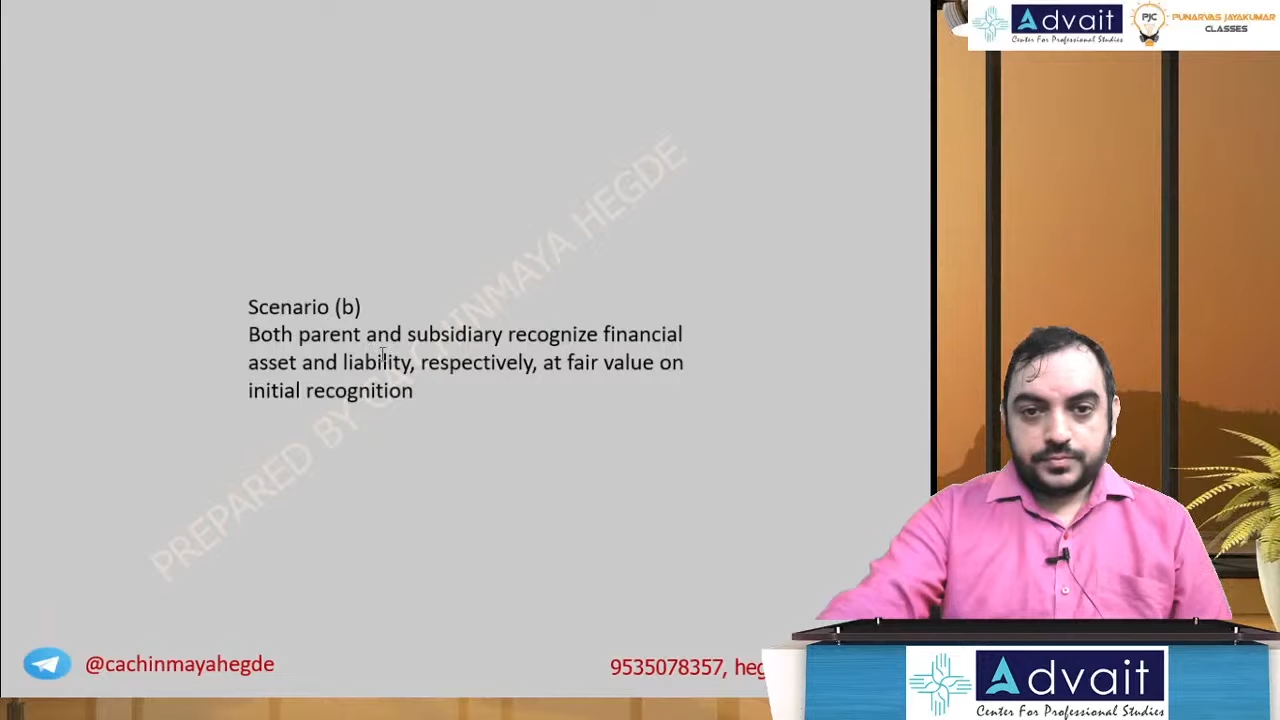 Advait
Center For Professional Studies
PJC
PUNARVAS JAYAKUMAR
CLASSES
PREPARED BY CA CHINMAYA HEGDE
Scenario (b)
Both parent and subsidiary recognize financial
asset and liability, respectively, at fair value on
initial recognition
@cachinmayahegde
9535078357, heg
Advait
Center For Professional Studies